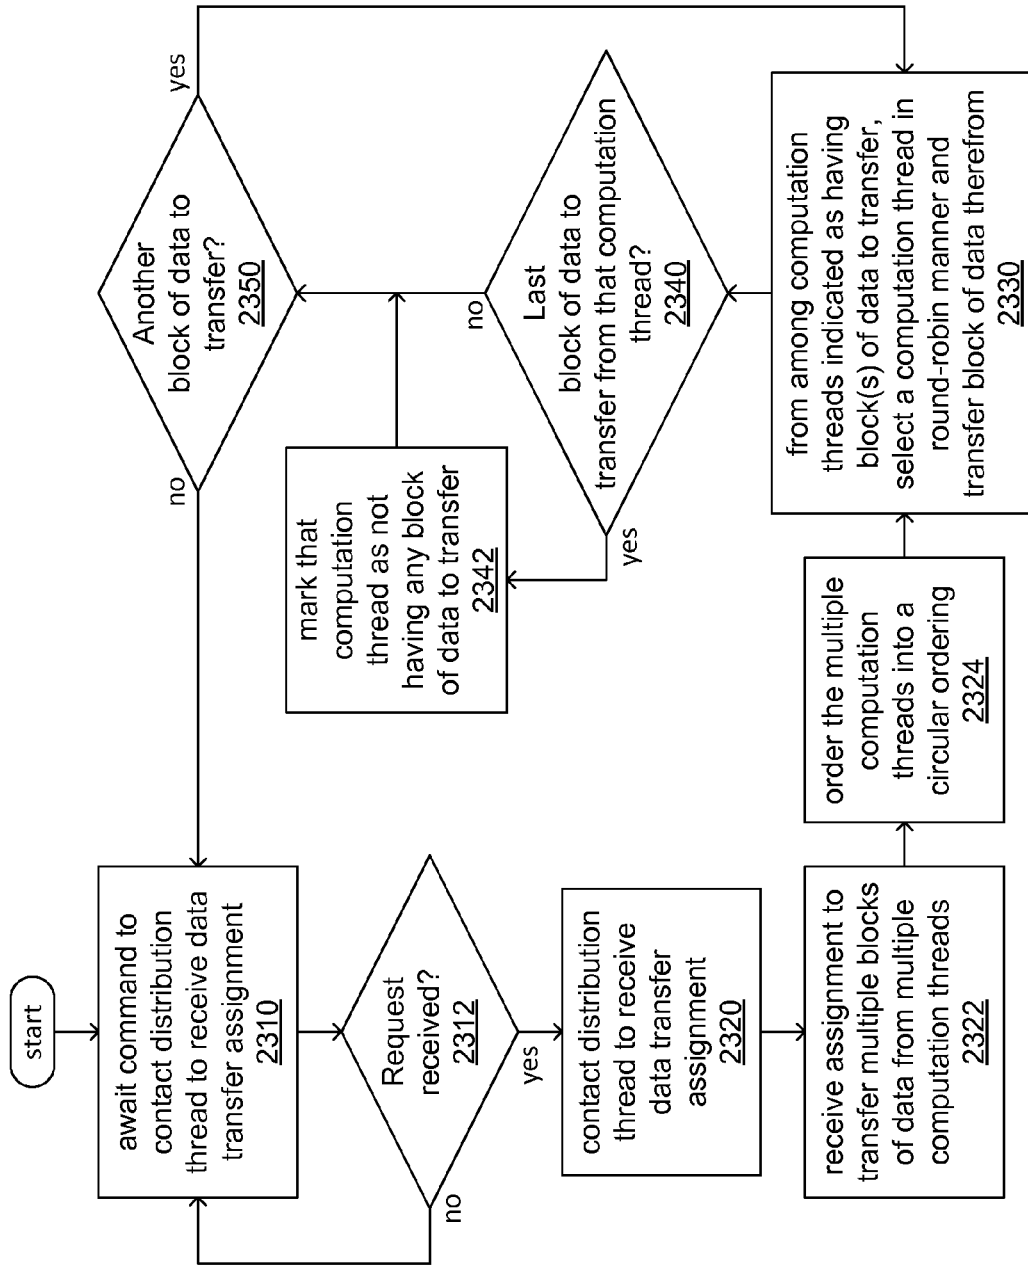 start
await command to
contact distribution
thread to receive data
transfer assignment
2310
Request
received?
2312
no
yes
contact distribution
thread to receive
data transfer
assignment
2320
receive assignment to
transfer multiple blocks
of data from multiple
computation threads
2322
order the multiple
computation
threads into a
circular ordering
2324
from among computation
threads indicated as having
block(s) of data to transfer,
select a computation thread in
round-robin manner and
transfer block of data therefrom
2330
Last
block of data to
transfer from that computation
thread?
2340
yes
no
mark that
computation
thread as not
having any block
of data to transfer
2342
Another
block of data to
transfer?
2350
no
yes